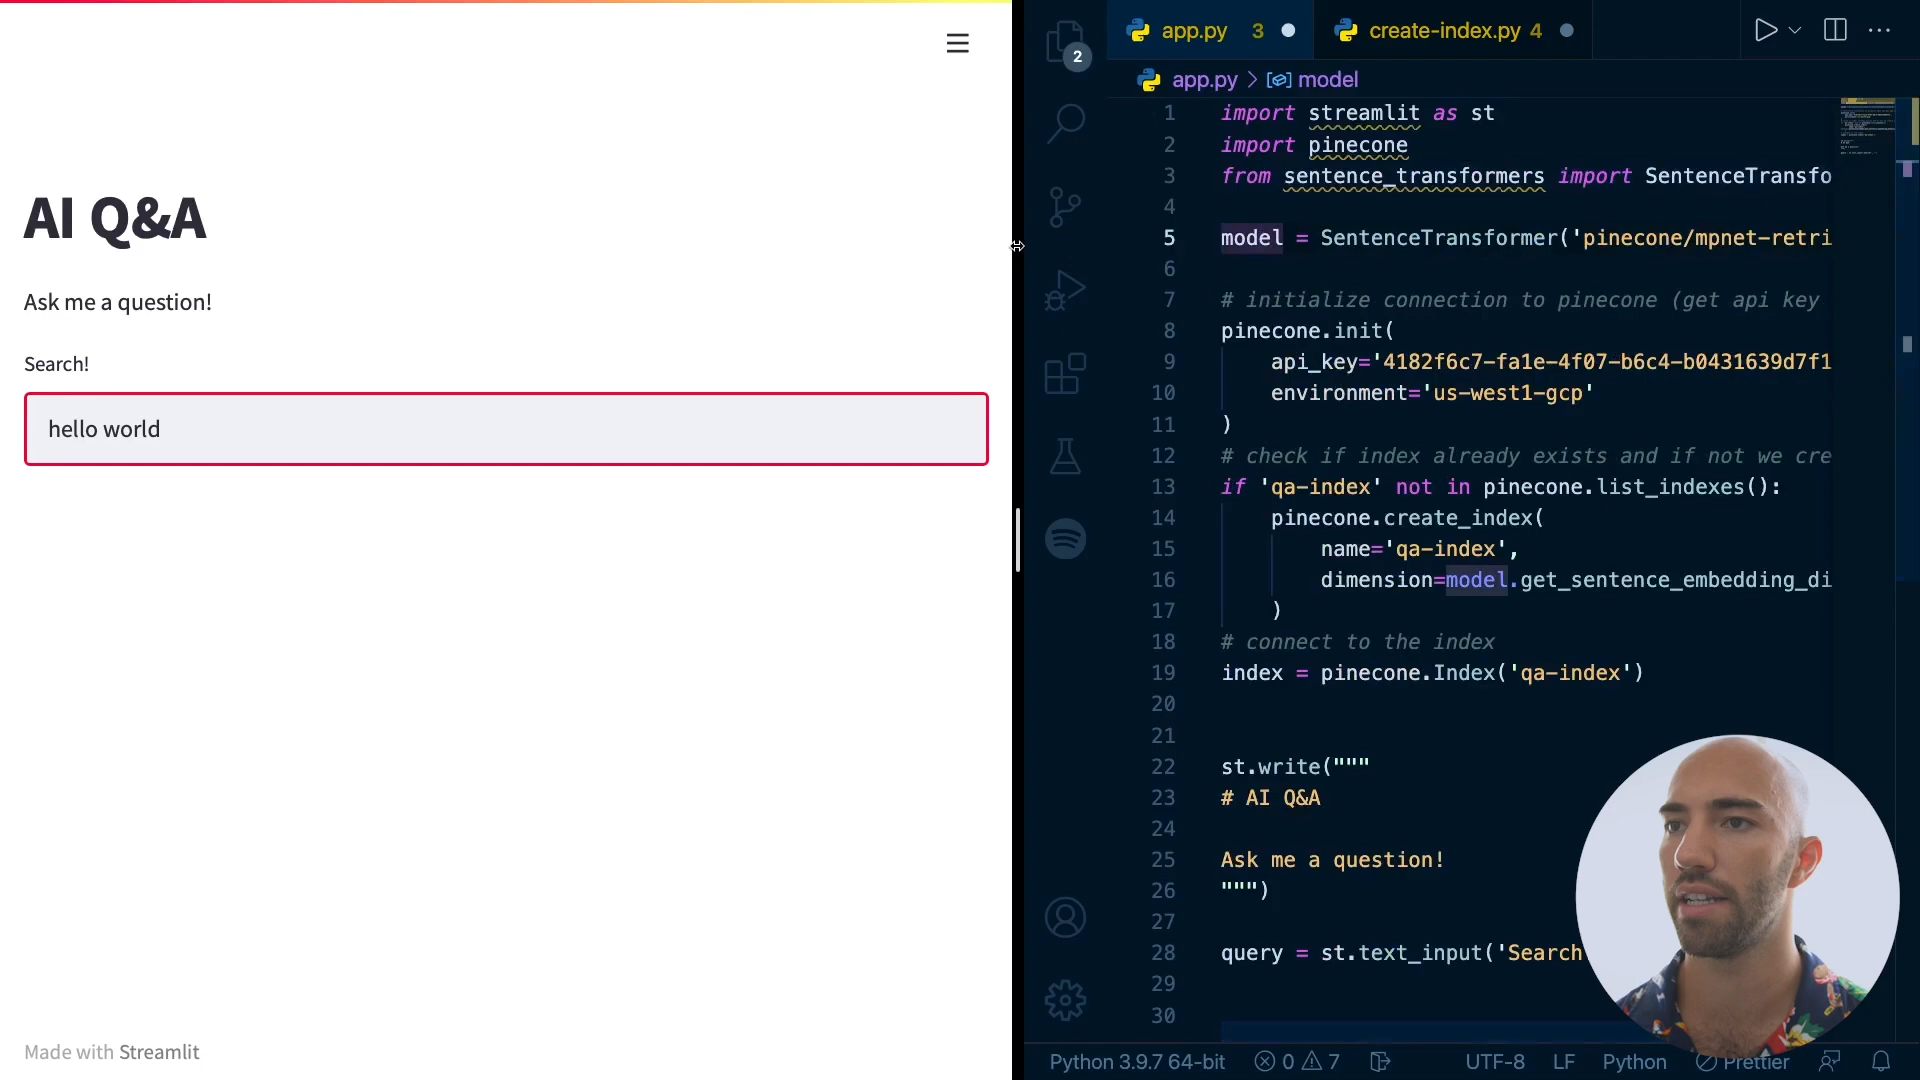 AI Q&A
Ask me a question!
Search!
hello world
Made with Streamlit
2
app.py 3
create-index.py 4
app.py > model
1 import streamlit as st
2 import pinecone
3 from sentence_transformers import SentenceTransfo
4
5 model = SentenceTransformer('pinecone/mpnet-retri
6
7 # initialize connection to pinecone (get api key
8 pinecone.init(
9 api_key='4182f6c7-fa1e-4f07-b6c4-b0431639d7f1
10 environment='us-west1-gcp'
11 )
12 # check if index already exists and if not we cre
13 if 'qa-index' not in pinecone.list_indexes():
14 pinecone.create_index(
15 name='qa-index',
16 dimension=model.get_sentence_embedding_di
17 )
18 # connect to the index
19 index = pinecone.Index('qa-index')
20
21
22 st.write("""
23 # AI Q&A
24
25 Ask me a question!
26 """)
27
28 query = st.text_input('Search
29
30
Python 3.9.7 64-bit 0 7 UTF-8 LF Python Prettier